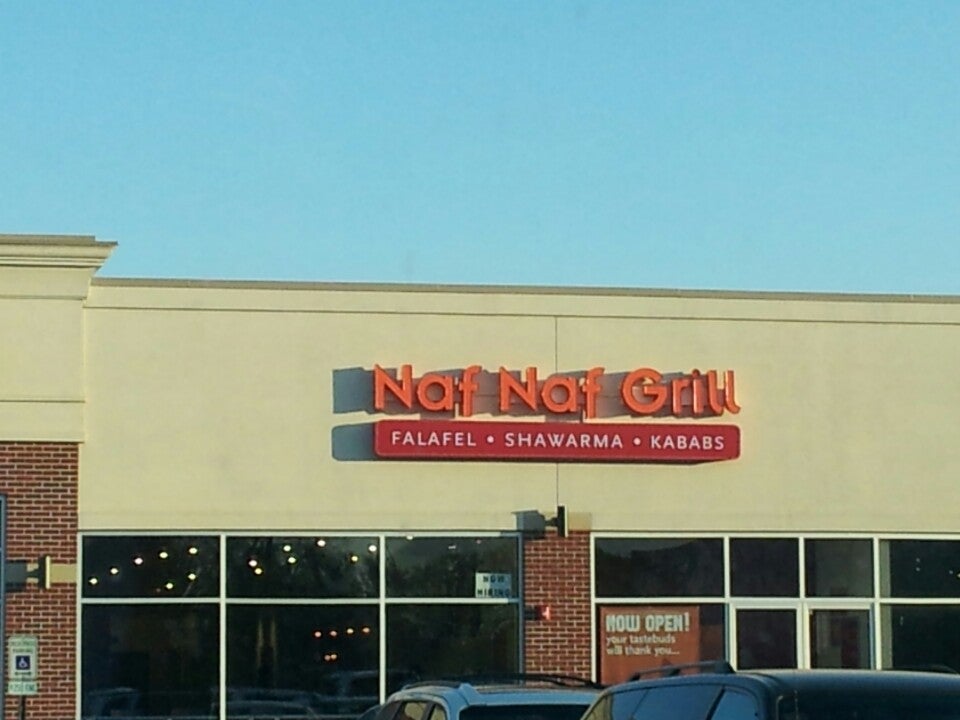 Naf Naf Grill
FALAFEL • SHAWARMA • KABABS
NOW
HIRING
NOW OPEN!
your tastebuds
will thank you...